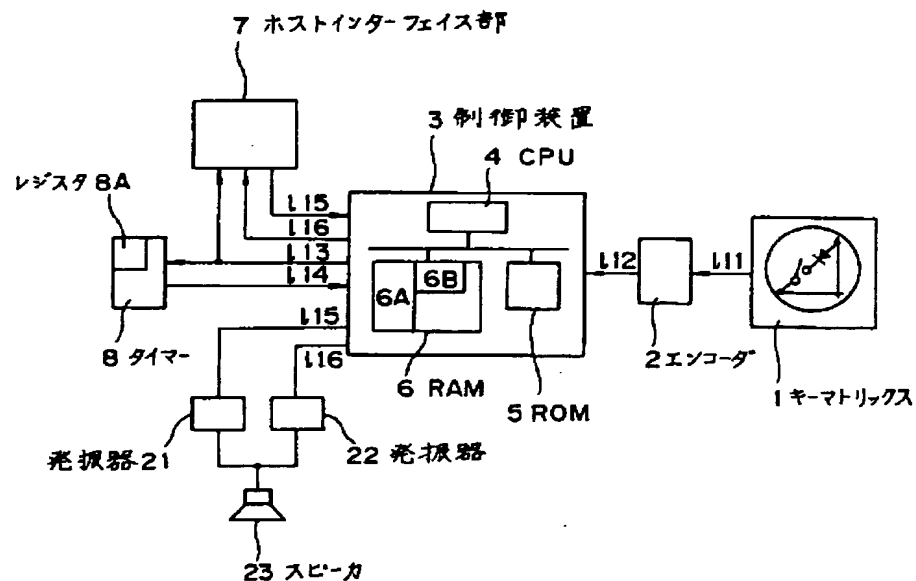 7 ホストインターフェイス部
3 制御装置
4 CPU
レジスタ 8A
l15
l16
l13
l14
l15
l16
6A
6B
l12
l11
8 タイマー
6 RAM
5 ROM
2 エンコーダ
1 キーマトリックス
発振器 21
22 発振器
23 スピーカ